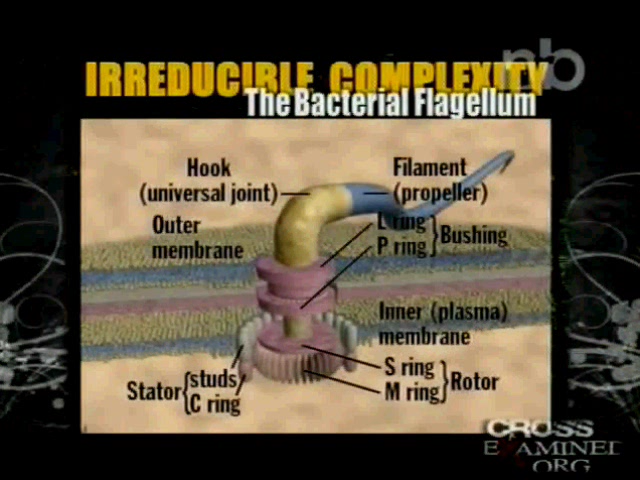 nb
IRREDUCIBLE COMPLEXITY
The Bacterial Flagellum
Hook
(universal joint)
Filament
(propeller)
Outer
membrane
L ring
P ring
Bushing
Inner (plasma)
membrane
S ring
M ring
Rotor
Stator
studs
C ring
CROSS
EXAMINED
ORG